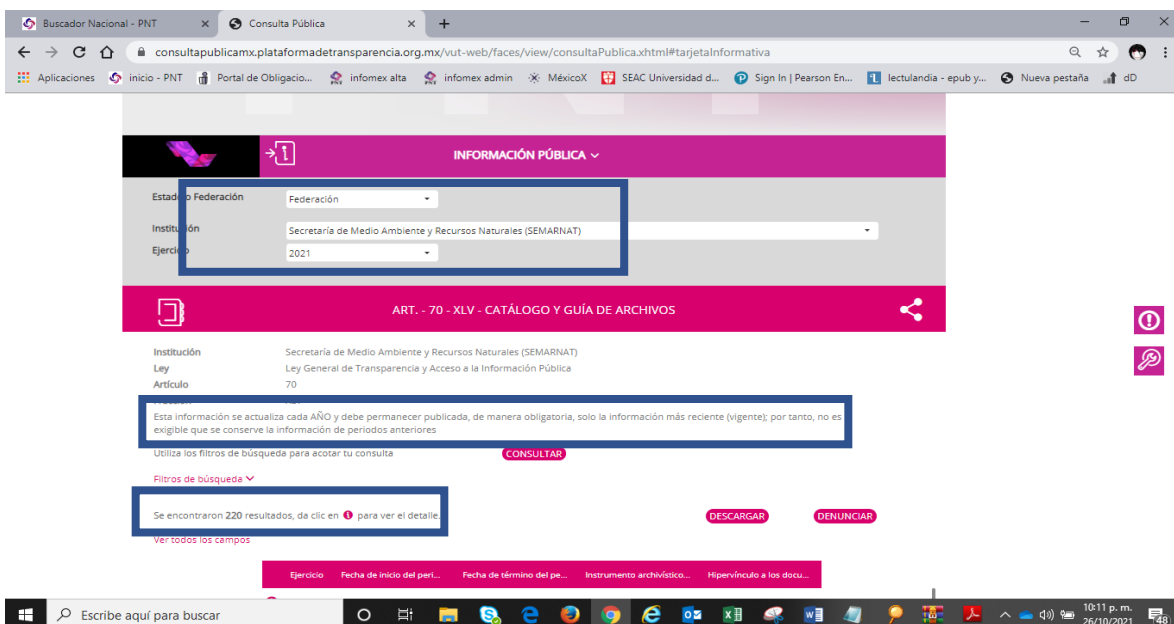 Buscador Nacional - PNT
Consulta Pública
consultapublicamx.plataformadetransparencia.org.mx/vut-web/faces/view/consultaPublica.xhtml#tarjetaInformativa
Aplicaciones inicio - PNT Portal de Obligacio... infomex alta infomex admin MéxicoX SEAC Universidad d... Sign In | Pearson En... lectulandia - epub y... Nueva pestaña dD
INFORMACIÓN PÚBLICA
Estado o Federación Federación
Institución Secretaría de Medio Ambiente y Recursos Naturales (SEMARNAT)
Ejercicio 2021
ART. - 70 - XLV - CATÁLOGO Y GUÍA DE ARCHIVOS
Institución Secretaría de Medio Ambiente y Recursos Naturales (SEMARNAT)
Ley Ley General de Transparencia y Acceso a la Información Pública
Artículo 70
Esta información se actualiza cada AÑO y debe permanecer publicada, de manera obligatoria, solo la información más reciente (vigente); por tanto, no es
exigible que se conserve la información de periodos anteriores
Utiliza los filtros de búsqueda para acotar tu consulta CONSULTAR
Filtros de búsqueda
Se encontraron 220 resultados, da clic en para ver el detalle. DESCARGAR DENUNCIAR
Ver todos los campos
Ejercicio Fecha de inicio del peri... Fecha de término del pe... Instrumento archivístico... Hipervínculo a los docu...
Escribe aquí para buscar
10:11 p. m.
26/10/2021
48